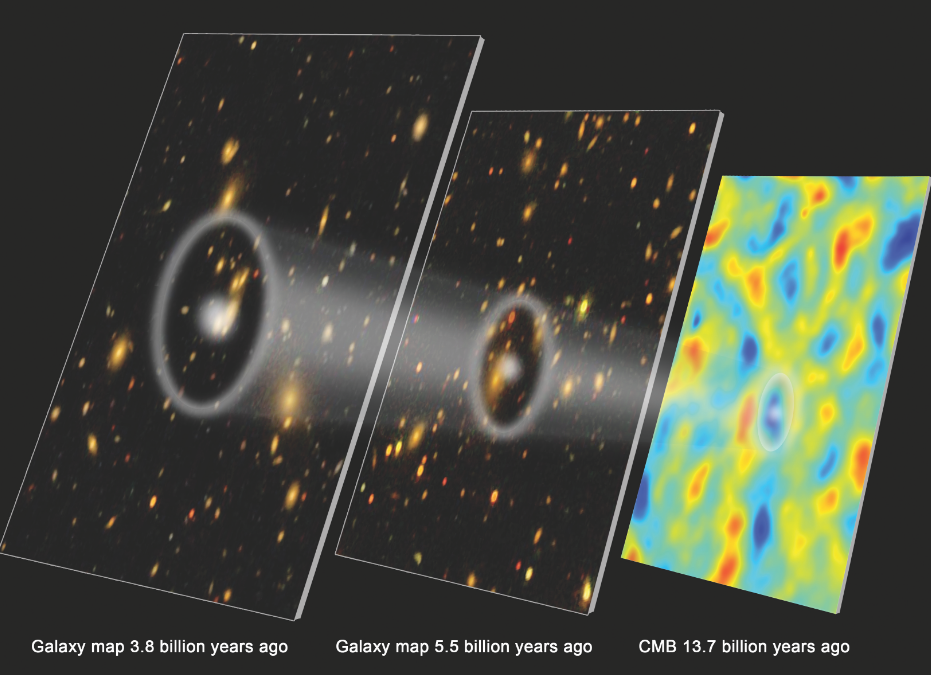 Galaxy map 3.8 billion years ago
Galaxy map 5.5 billion years ago
CMB 13.7 billion years ago